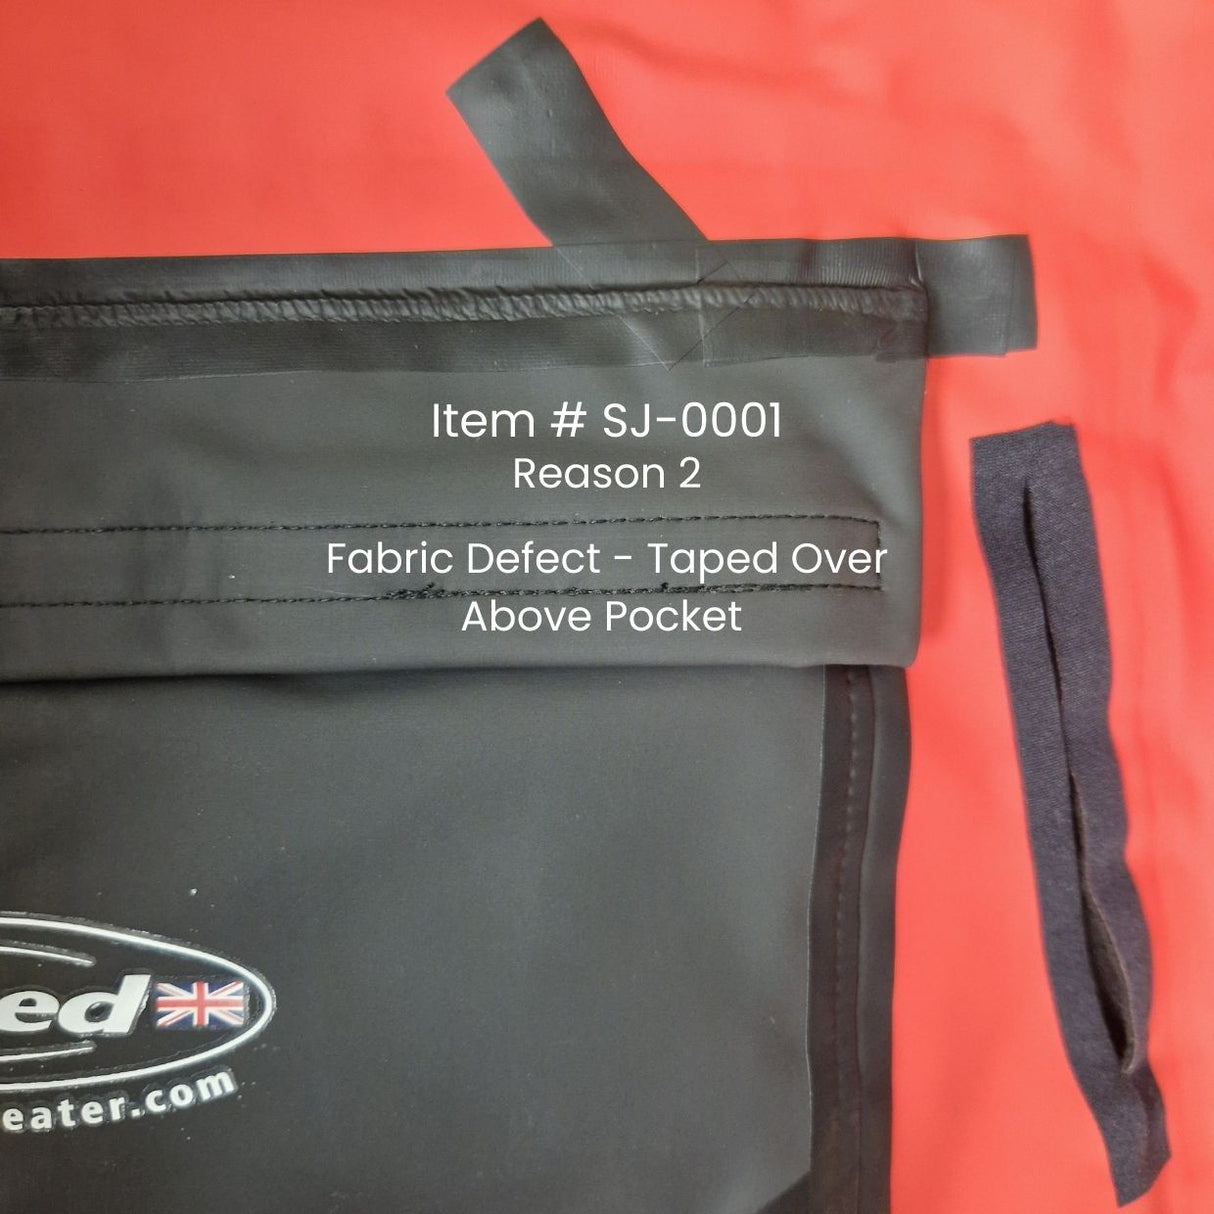 Item # SJ-0001
Reason 2
Fabric Defect - Taped Over
Above Pocket
ed
eater.com